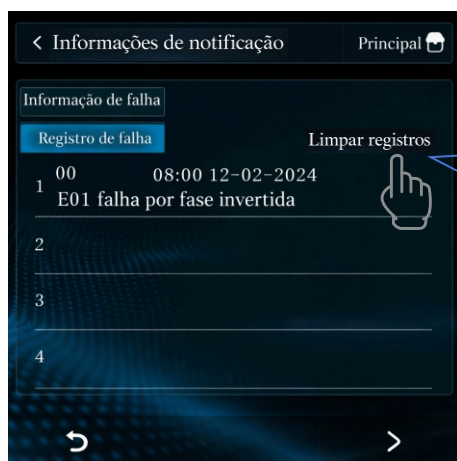 Informações de notificação
Principal
Informação de falha
Registro de falha
Limpar registros
1 00 08:00 12-02-2024
E01 falha por fase invertida
2
3
4